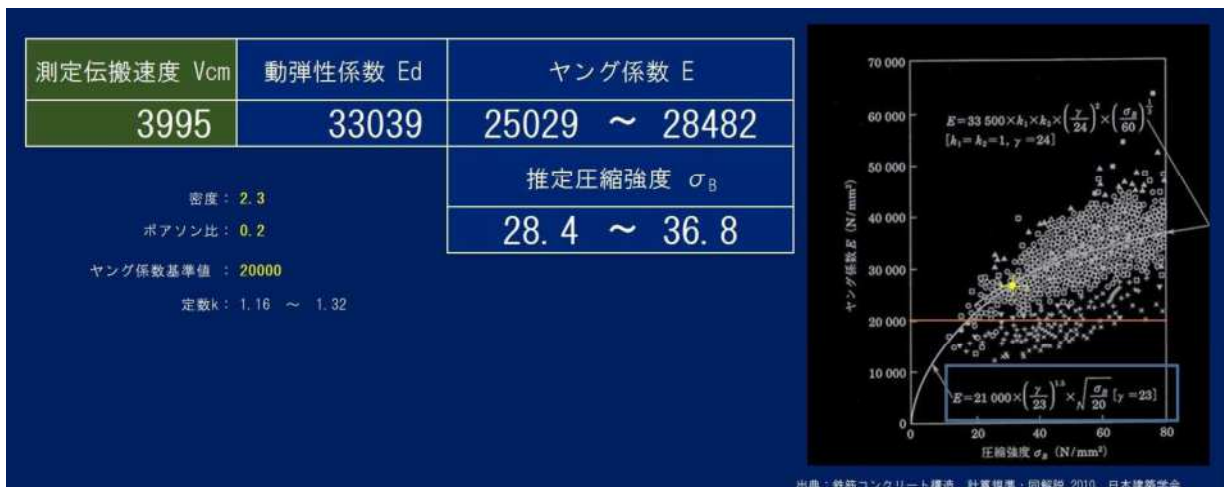 測定伝搬速度 Vcm
動弾性係数 Ed
ヤング係数 E
3995
33039
25029 ～ 28482
推定圧縮強度 σB
28.4 ～ 36.8
密度： 2.3
ポアソン比： 0.2
ヤング係数基準値 ： 20000
定数k： 1.16 ～ 1.32
70 000
60 000
50 000
40 000
30 000
20 000
10 000
0
ヤング係数 E (N/mm²)
E=33 500×k₁×k₂×(γ/24)²×(σB/60)^1/3
[k₁=k₂=1, γ=24]
E=21 000×(γ/23)^1.5×√(σB/20) [γ=23]
0 20 40 60 80
圧縮強度 σB (N/mm²)
出典：鉄筋コンクリート構造 計算規準・同解説 2010 日本建築学会